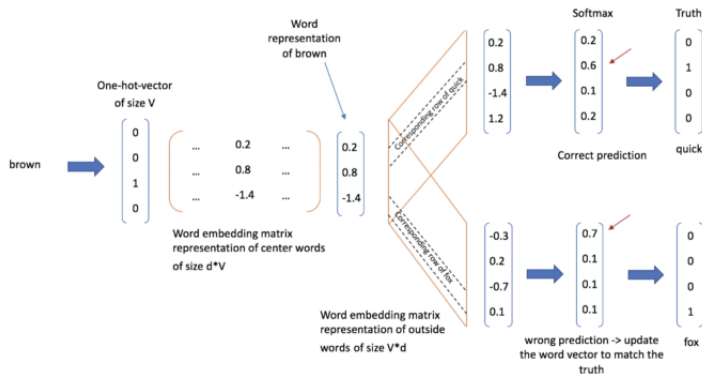 Word
representation
of brown
Softmax
Truth
One-hot-vector
of size V
brown
0
0
1
0
... 0.2 ...
... 0.8 ...
... -1.4 ...
0.2
0.8
-1.4
Word embedding matrix
representation of center words
of size d*V
Corresponding row of quick
0.2
0.8
-1.4
1.2
0.2
0.6
0.1
0.2
0
1
0
0
Correct prediction
quick
Corresponding row of fox
Word embedding matrix
representation of outside
words of size V*d
-0.3
0.2
-0.7
0.1
0.7
0.1
0.1
0.1
0
0
0
1
wrong prediction -> update
the word vector to match the
truth
fox